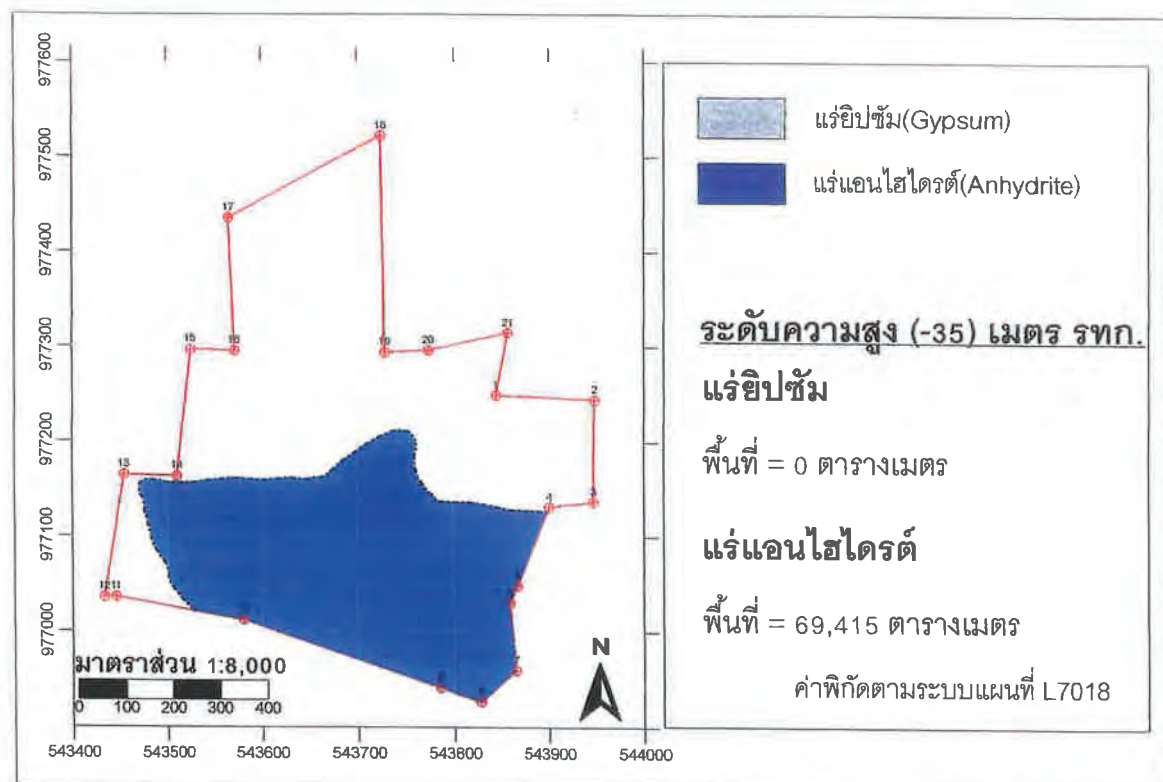 977600
977500
977400
977300
977200
977100
977000
18
17
15
16
19
20
21
1
2
13
14
4
3
12 11
มาตราส่วน 1:8,000
0 100 200 300 400
N
543400 543500 543600 543700 543800 543900 544000
แร่ยิปซัม(Gypsum)
แร่แอนไฮไดรต์(Anhydrite)
ระดับความสูง (-35) เมตร รทก.
แร่ยิปซัม
พื้นที่ = 0 ตารางเมตร
แร่แอนไฮไดรต์
พื้นที่ = 69,415 ตารางเมตร
ค่าพิกัดตามระบบแผนที่ L7018